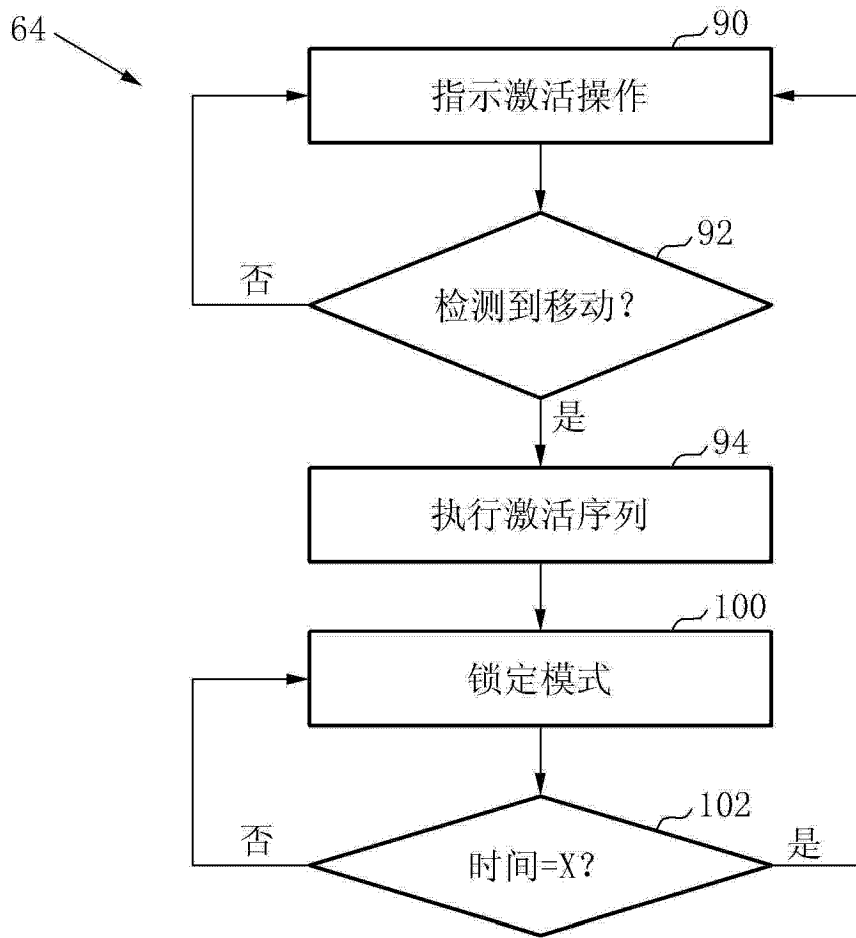 64
90
指示激活操作
92
否
检测到移动?
是
94
执行激活序列
100
锁定模式
102
否
时间=X?
是